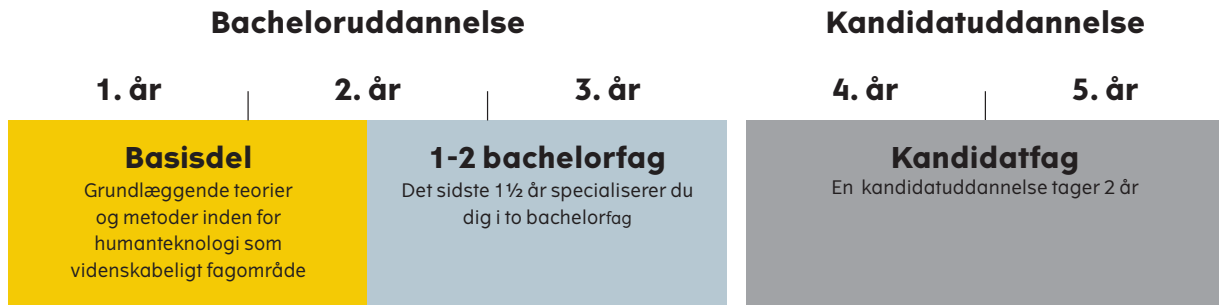 Bacheloruddannelse
Kandidatuddannelse
1. år
2. år
3. år
4. år
5. år
Basisdel
Grundlæggende teorier
og metoder inden for
humanteknologi som
videnskabeligt fagområde
1-2 bachelorfag
Det sidste 1½ år specialiserer du
dig i to bachelorfag
Kandidatfag
En kandidatuddannelse tager 2 år